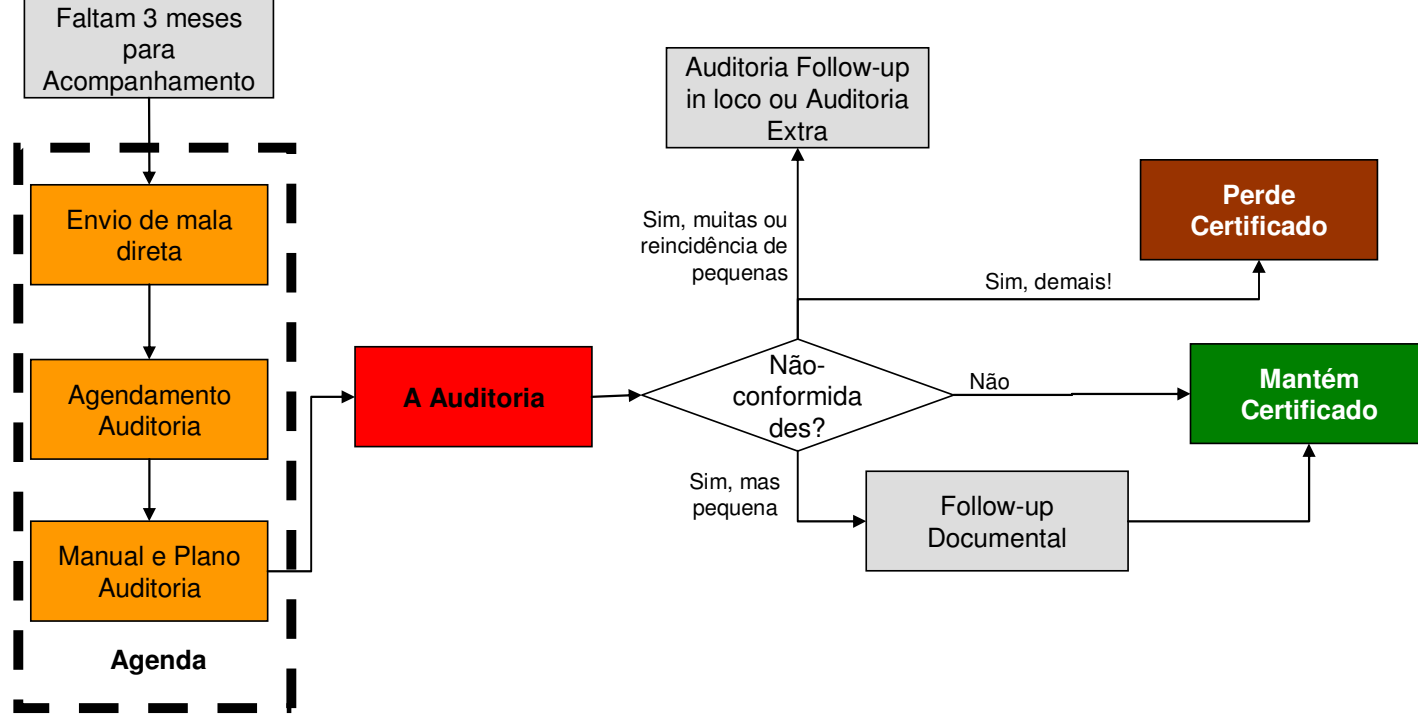 Faltam 3 meses
para
Acompanhamento
Envio de mala
direta
Agendamento
Auditoria
Manual e Plano
Auditoria
Agenda
A Auditoria
Não-
conformida
des?
Sim, muitas ou
reincidência de
pequenas
Auditoria Follow-up
in loco ou Auditoria
Extra
Sim, demais!
Perde
Certificado
Não
Mantém
Certificado
Sim, mas
pequena
Follow-up
Documental